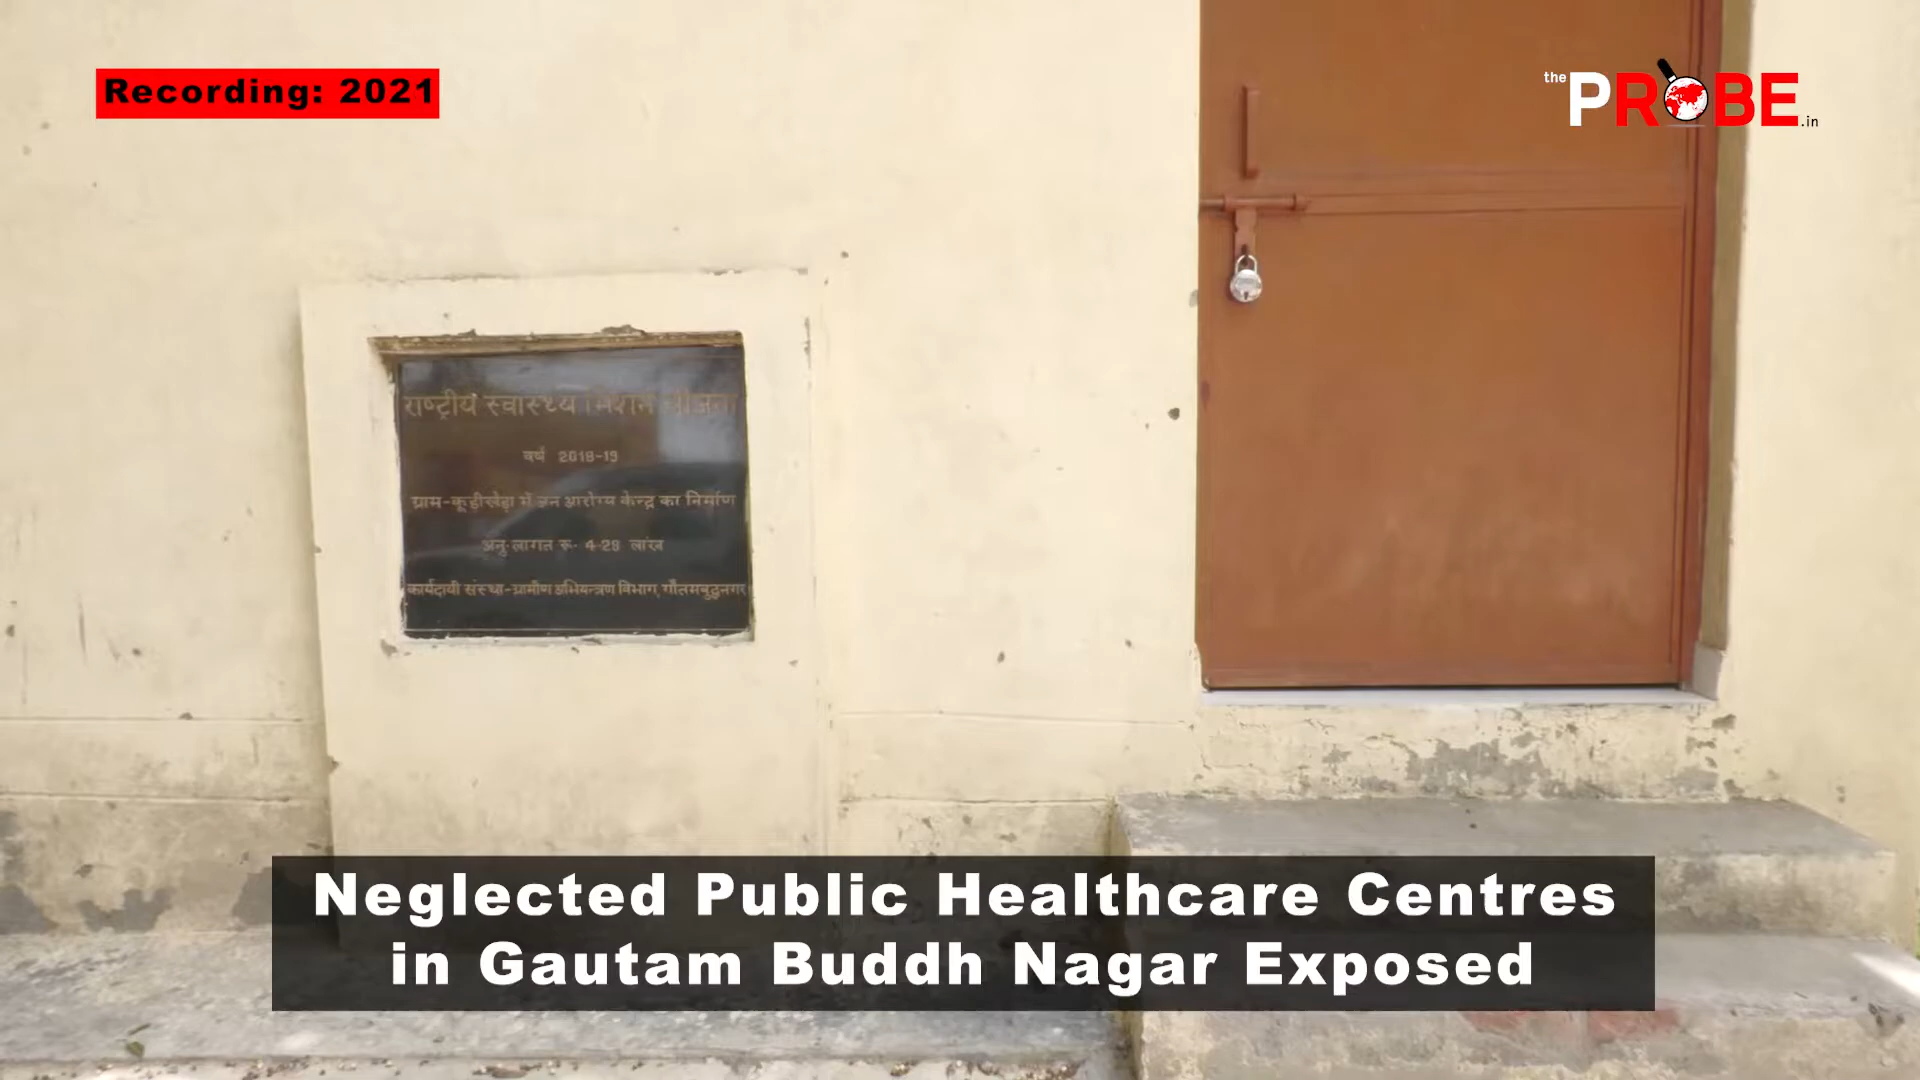 Recording: 2021
the PROBE.in
राष्ट्रीय स्वास्थ्य मिशन योजना
वर्ष 2018-19
ग्राम-कूड़ीखेड़ा में जन आरोग्य केन्द्र का निर्माण
अनु.लागत रू- 4.29 लांख
कार्यदायी संस्था-ग्रामीण अभियन्त्रण विभाग, गौतमबुद्धनगर
Neglected Public Healthcare Centres
in Gautam Buddh Nagar Exposed